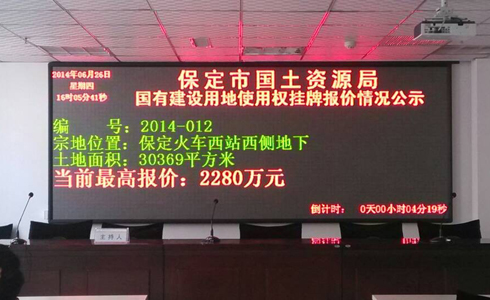 2014年06月26日
星期四
16时05分41秒
保定市国土资源局
国有建设用地使用权挂牌报价情况公示
编 号：2014-012
宗地位置：保定火车西站西侧地下
土地面积：30369平方米
当前最高报价：2280万元
倒计时： 0天00小时04分19秒
主持人